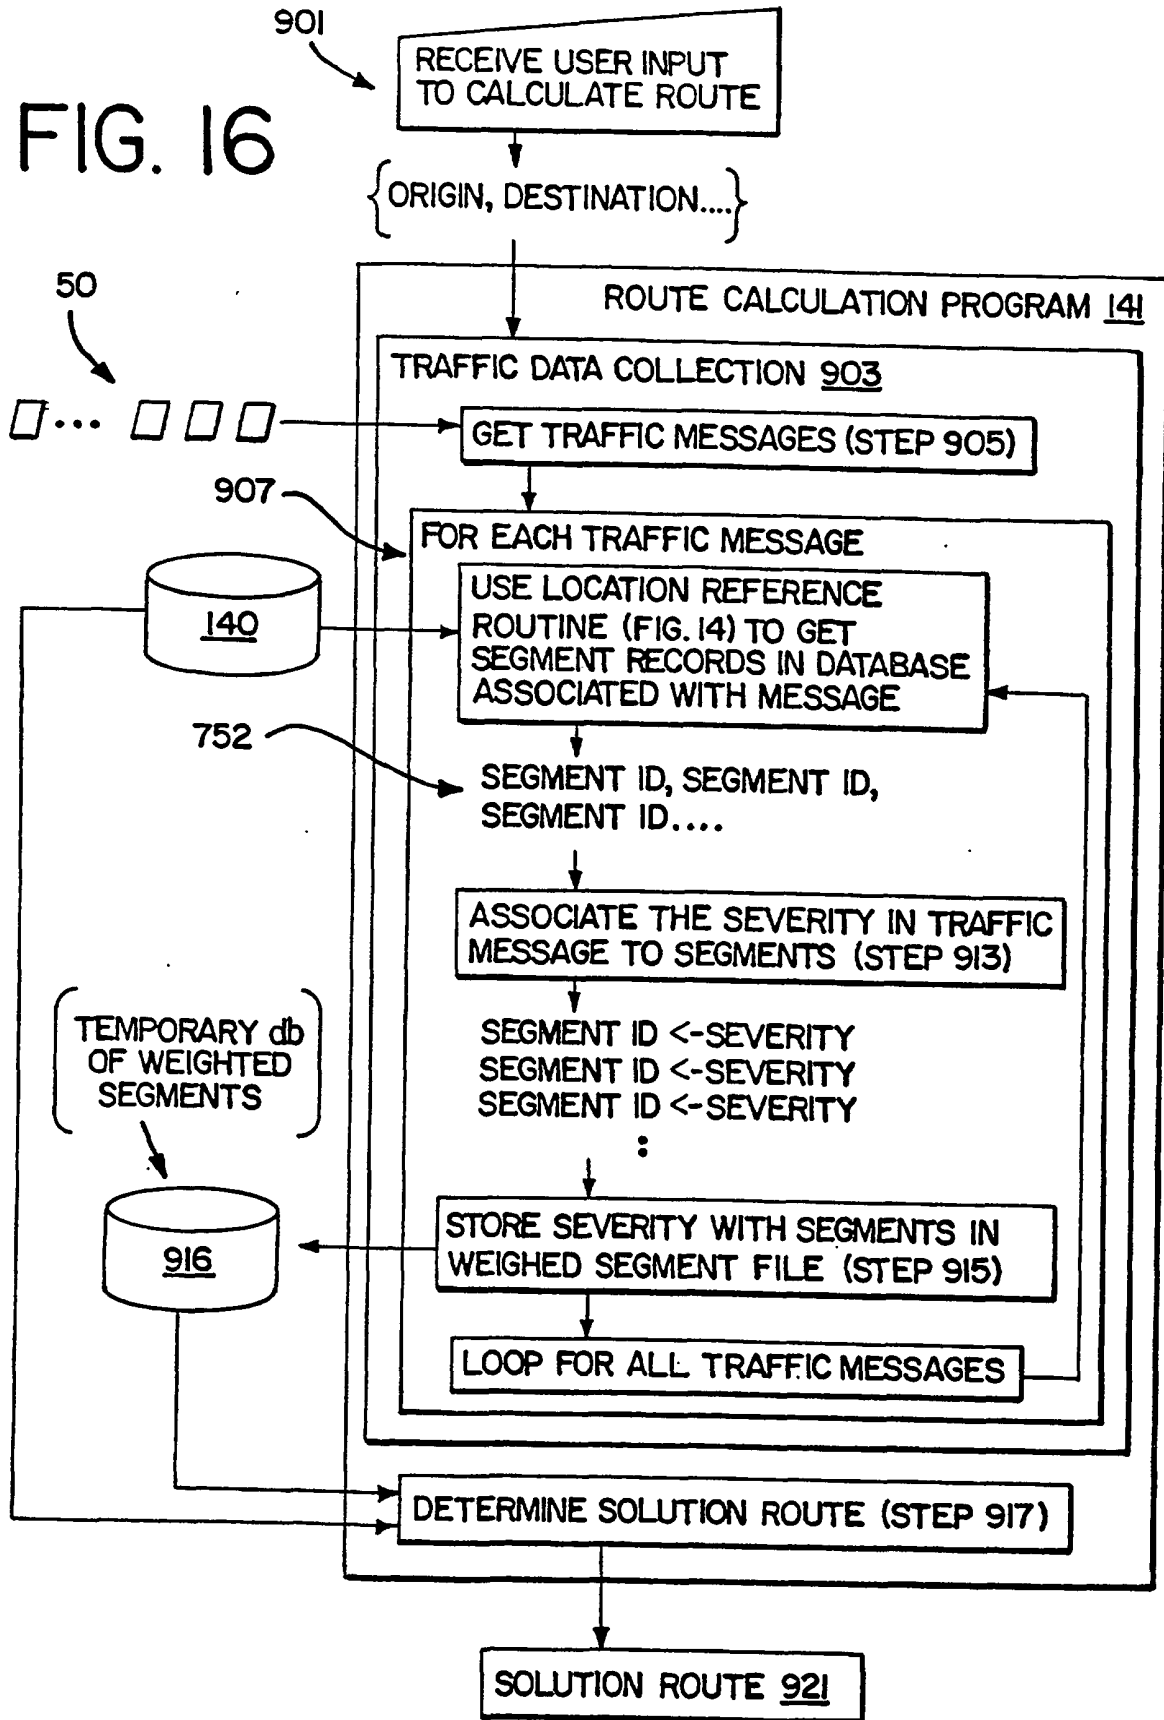 901
RECEIVE USER INPUT
TO CALCULATE ROUTE
FIG. 16
{ORIGIN, DESTINATION....}
50
ROUTE CALCULATION PROGRAM 141
TRAFFIC DATA COLLECTION 903
...
GET TRAFFIC MESSAGES (STEP 905)
907
FOR EACH TRAFFIC MESSAGE
140
USE LOCATION REFERENCE
ROUTINE (FIG. 14) TO GET
SEGMENT RECORDS IN DATABASE
ASSOCIATED WITH MESSAGE
752
SEGMENT ID, SEGMENT ID,
SEGMENT ID....
ASSOCIATE THE SEVERITY IN TRAFFIC
MESSAGE TO SEGMENTS (STEP 913)
(TEMPORARY db
OF WEIGHTED
SEGMENTS)
SEGMENT ID <-SEVERITY
SEGMENT ID <-SEVERITY
SEGMENT ID <-SEVERITY
:
916
STORE SEVERITY WITH SEGMENTS IN
WEIGHED SEGMENT FILE (STEP 915)
LOOP FOR ALL TRAFFIC MESSAGES
DETERMINE SOLUTION ROUTE (STEP 917)
SOLUTION ROUTE 921